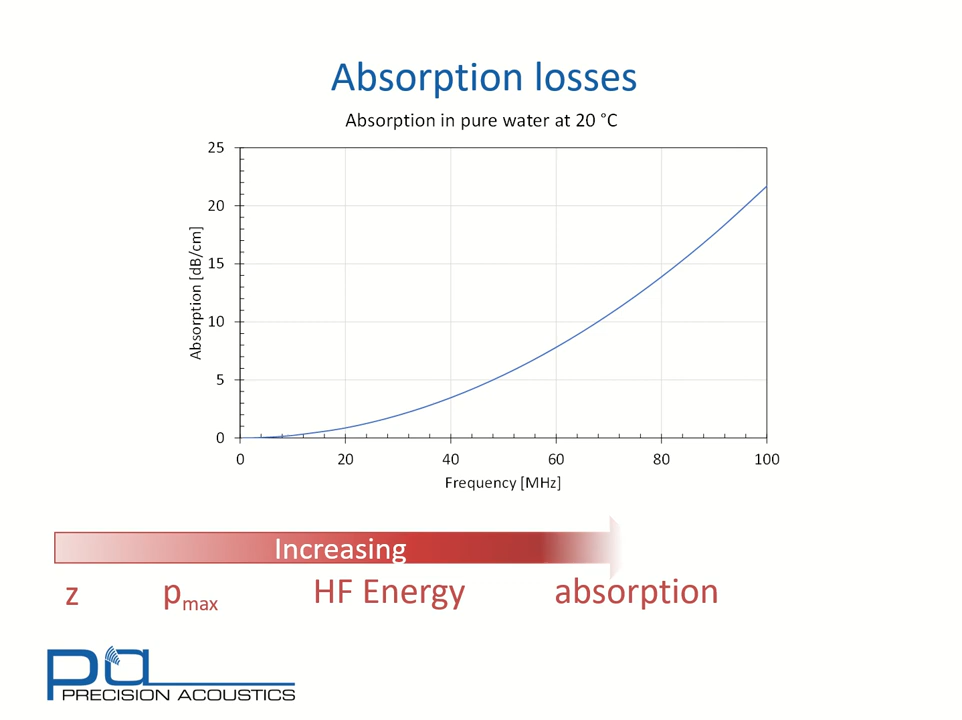 Absorption losses
Absorption in pure water at 20 °C
25
20
15
10
5
0
Absorption [dB/cm]
0 20 40 60 80 100
Frequency [MHz]
Increasing
z pmax HF Energy absorption
pa
PRECISION ACOUSTICS